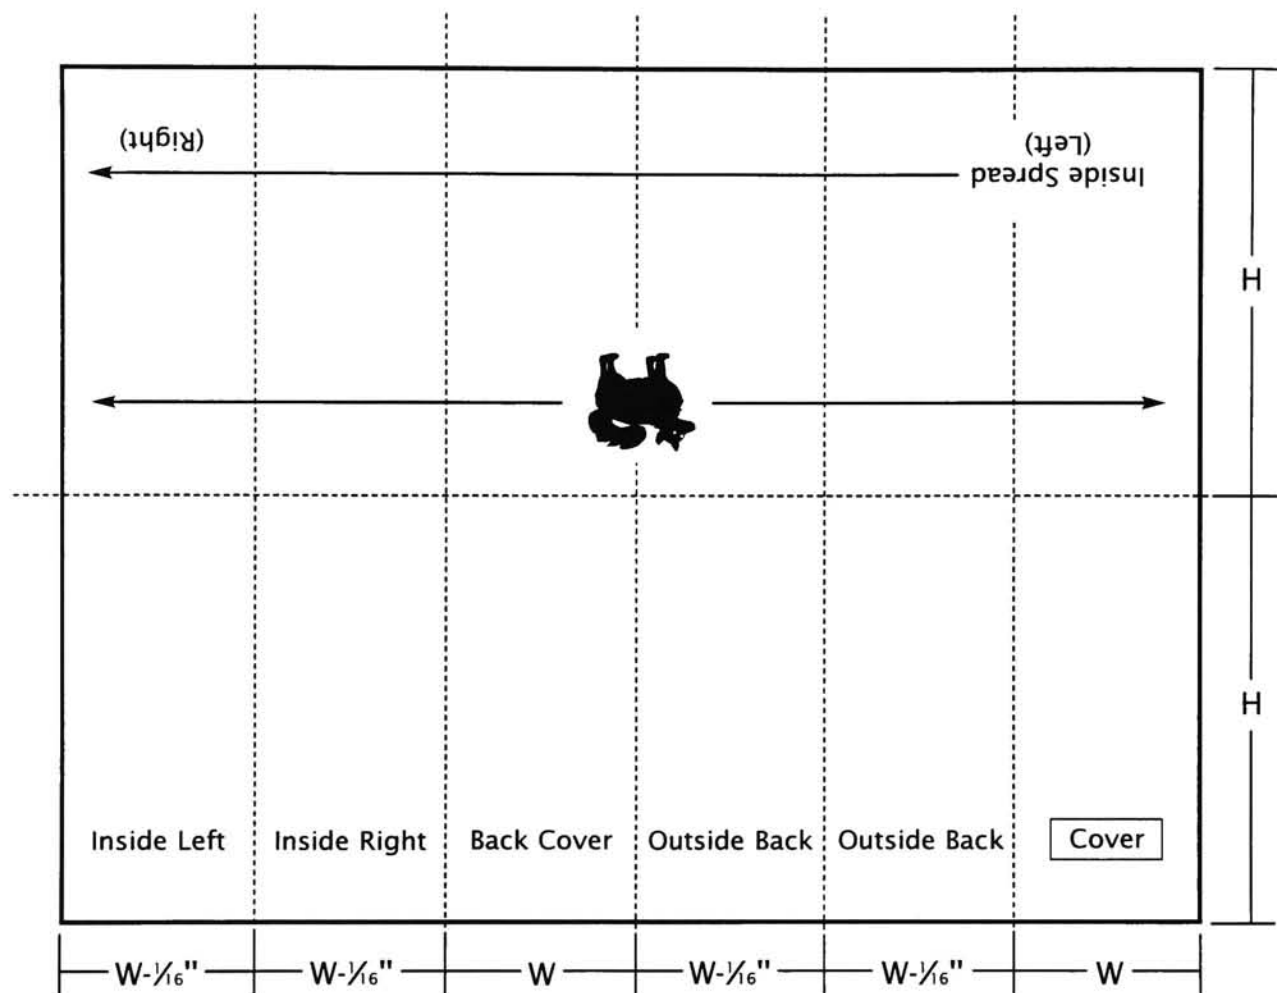 (Right)
(Left)
Inside Spread
H
H
Inside Left
Inside Right
Back Cover
Outside Back
Outside Back
Cover
W-1/16"
W-1/16"
W
W-1/16"
W-1/16"
W